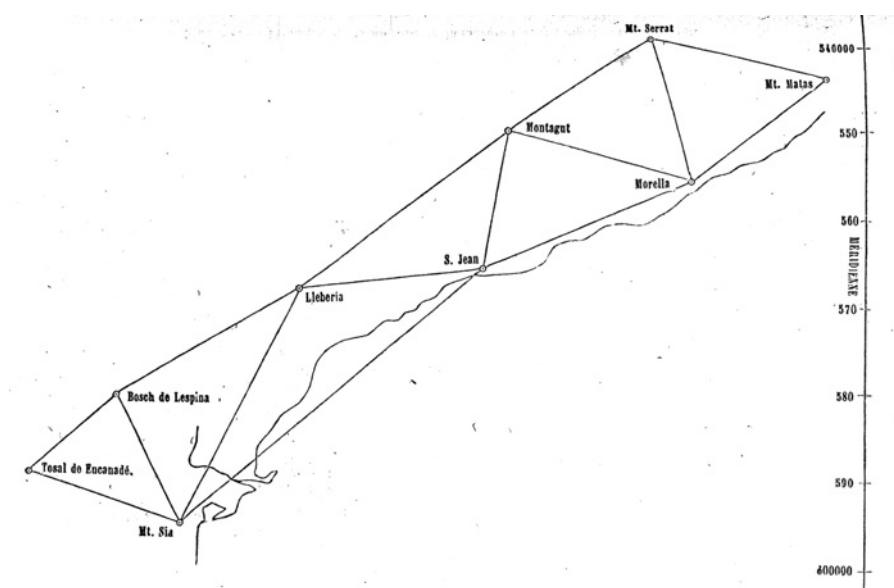 Mt. Serrat
540000
Mt. Matas
Montagut
550
Morella
560
S. Jean
MERIDIENNE
Lleberia
570
Bosch de Lespina
580
Tosal de Encanadé.
590
Mt. Sia
600000